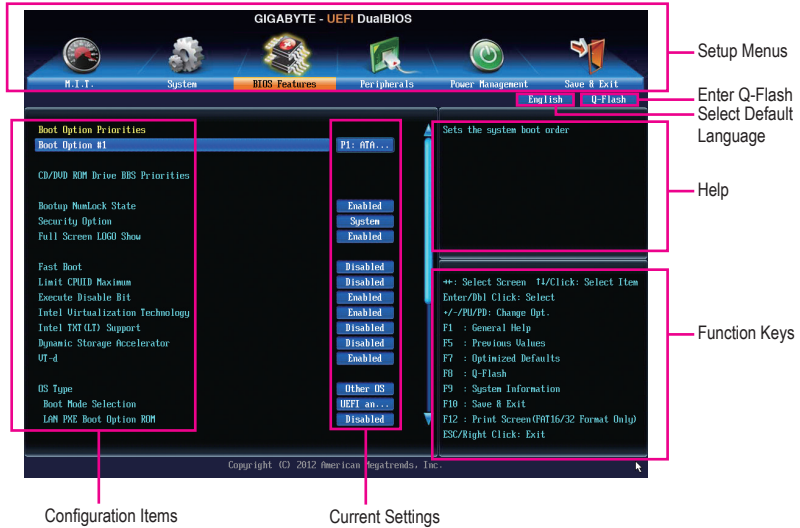 GIGABYTE - UEFI DualBIOS
M.I.T. System BIOS Features Peripherals Power Management Save & Exit
Setup Menus
English Q-Flash
Enter Q-Flash
Select Default
Language
Boot Option Priorities
Boot Option #1 P1: ATA...
CD/DVD ROM Drive BBS Priorities
Bootup NumLock State Enabled
Security Option System
Full Screen LOGO Show Enabled
Fast Boot Disabled
Limit CPUID Maximum Disabled
Execute Disable Bit Enabled
Intel Virtualization Technology Enabled
Intel TXT(LT) Support Disabled
Dynamic Storage Accelerator Disabled
VT-d Enabled
OS Type Other OS
Boot Mode Selection UEFI an...
LAN PXE Boot Option ROM Disabled
Sets the system boot order
Help
→←: Select Screen ↑↓/Click: Select Item
Enter/Dbl Click: Select
+/-/PU/PD: Change Opt.
F1 : General Help
F5 : Previous Values
F7 : Optimized Defaults
F8 : Q-Flash
F9 : System Information
F10 : Save & Exit
F12 : Print Screen(FAT16/32 Format Only)
ESC/Right Click: Exit
Function Keys
Copyright (C) 2012 American Megatrends, Inc.
Configuration Items
Current Settings